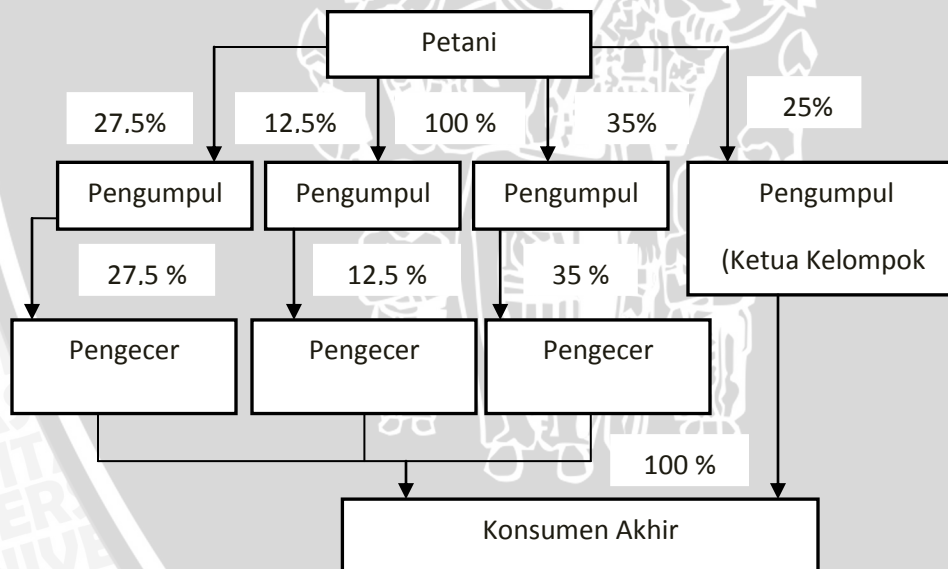 Petani
27,5%
12,5%
100 %
35%
25%
Pengumpul
Pengumpul
Pengumpul
Pengumpul
(Ketua Kelompok
27,5 %
12,5 %
35 %
Pengecer
Pengecer
Pengecer
100 %
Konsumen Akhir